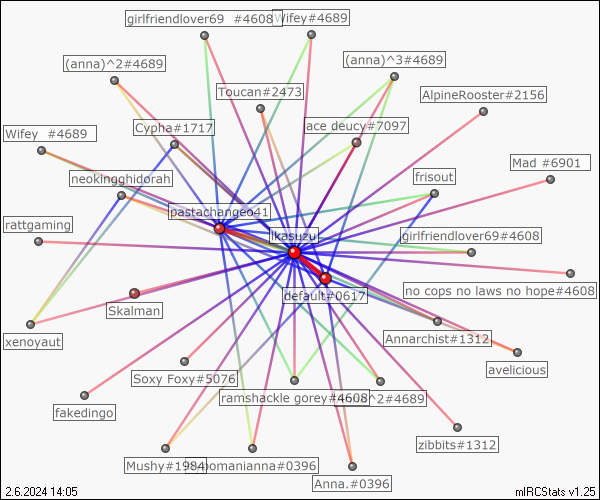 girlfriendlover69 #4608
Wifey#4689
(anna)^2#4689
(anna)^3#4689
Toucan#2473
AlpineRooster#2156
Wifey #4689
Cypha#1717
ace deucy#7097
Mad #6901
neokingghidorah
frisout
pastachangeo41
rattgaming
ikasuzu
girlfriendlover69#4608
default#0617
no cops no laws no hope#4608
Skalman
xenoyaut
Annarchist#1312
avelicious
Soxy Foxy#5076
ramshackle gorey#4608
^2#4689
fakedingo
zibbits#1312
Mushy#1984
omanianna#0396
Anna.#0396
2.6.2024 14:05
mIRCStats v1.25